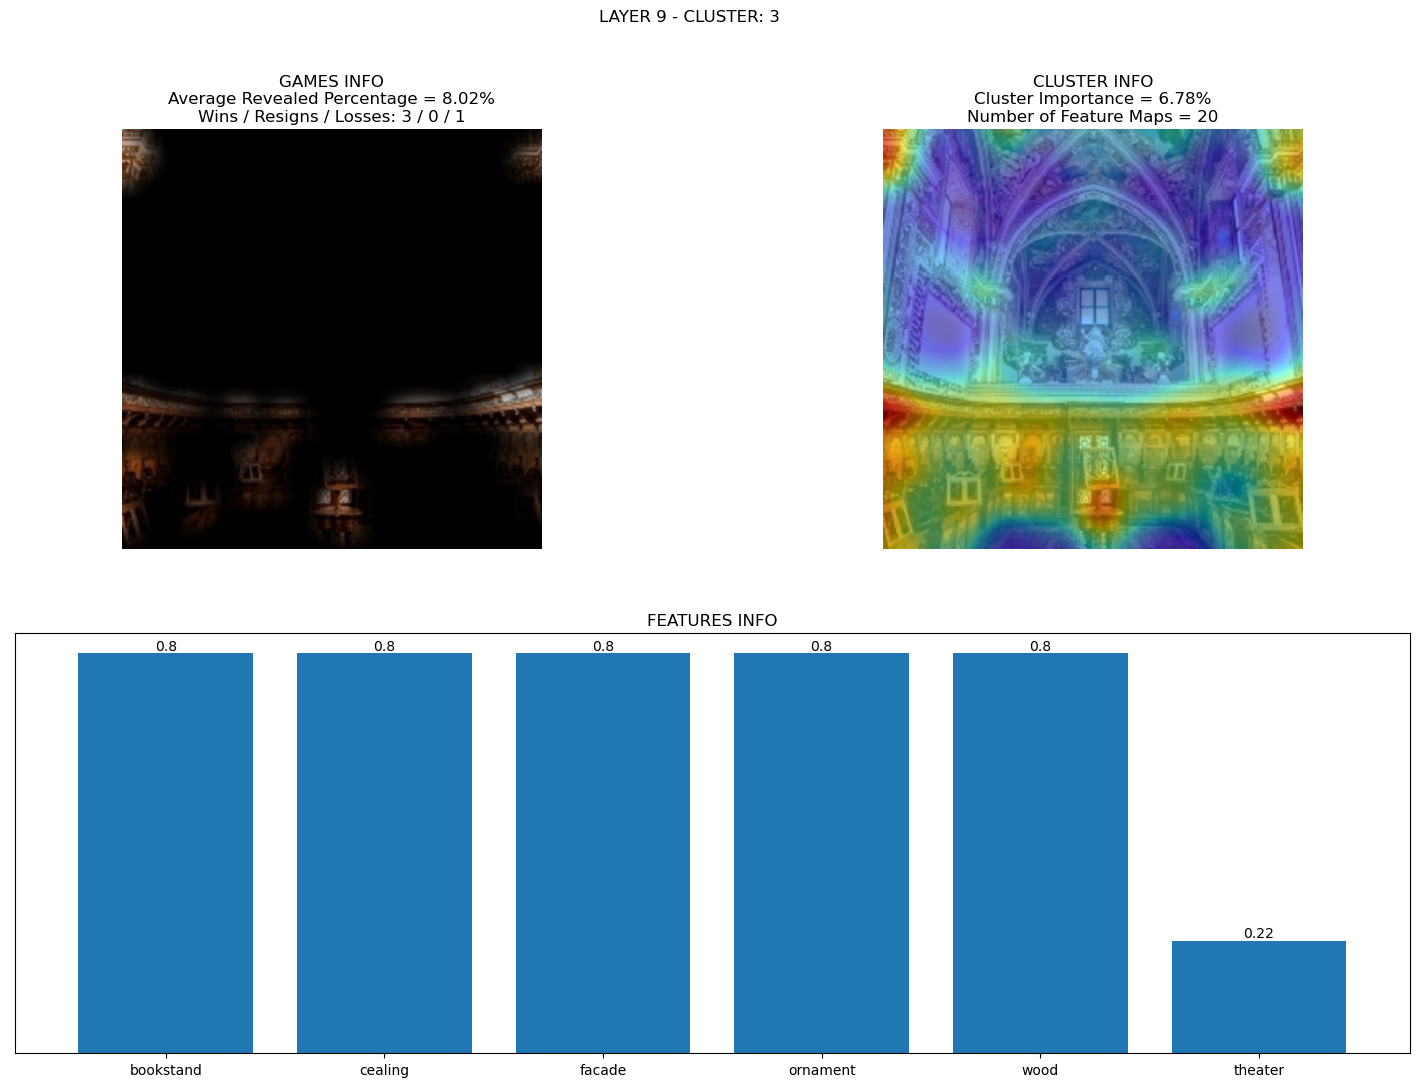 LAYER 9 - CLUSTER: 3
GAMES INFO
Average Revealed Percentage = 8.02%
Wins / Resigns / Losses: 3 / 0 / 1
CLUSTER INFO
Cluster Importance = 6.78%
Number of Feature Maps = 20
FEATURES INFO
0.8 0.8 0.8 0.8 0.8 0.22
bookstand cealing facade ornament wood theater